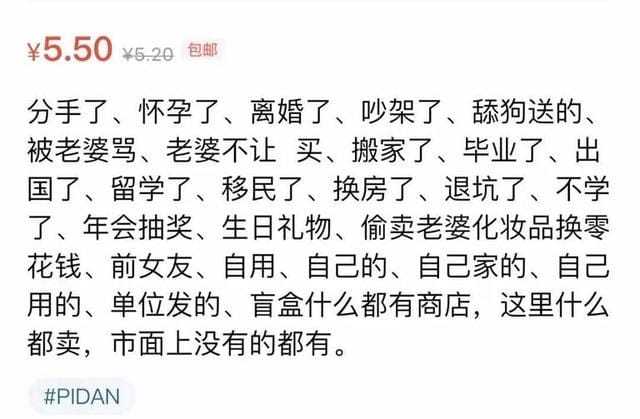 ¥5.50 ¥5.20 包邮
分手了、怀孕了、离婚了、吵架了、舔狗送的、
被老婆骂、老婆不让 买、搬家了、毕业了、出
国了、留学了、移民了、换房了、退坑了、不学
了、年会抽奖、生日礼物、偷卖老婆化妆品换零
花钱、前女友、自用、自己的、自己家的、自己
用的、单位发的、盲盒什么都有商店，这里什么
都卖，市面上没有的都有。
#PIDAN